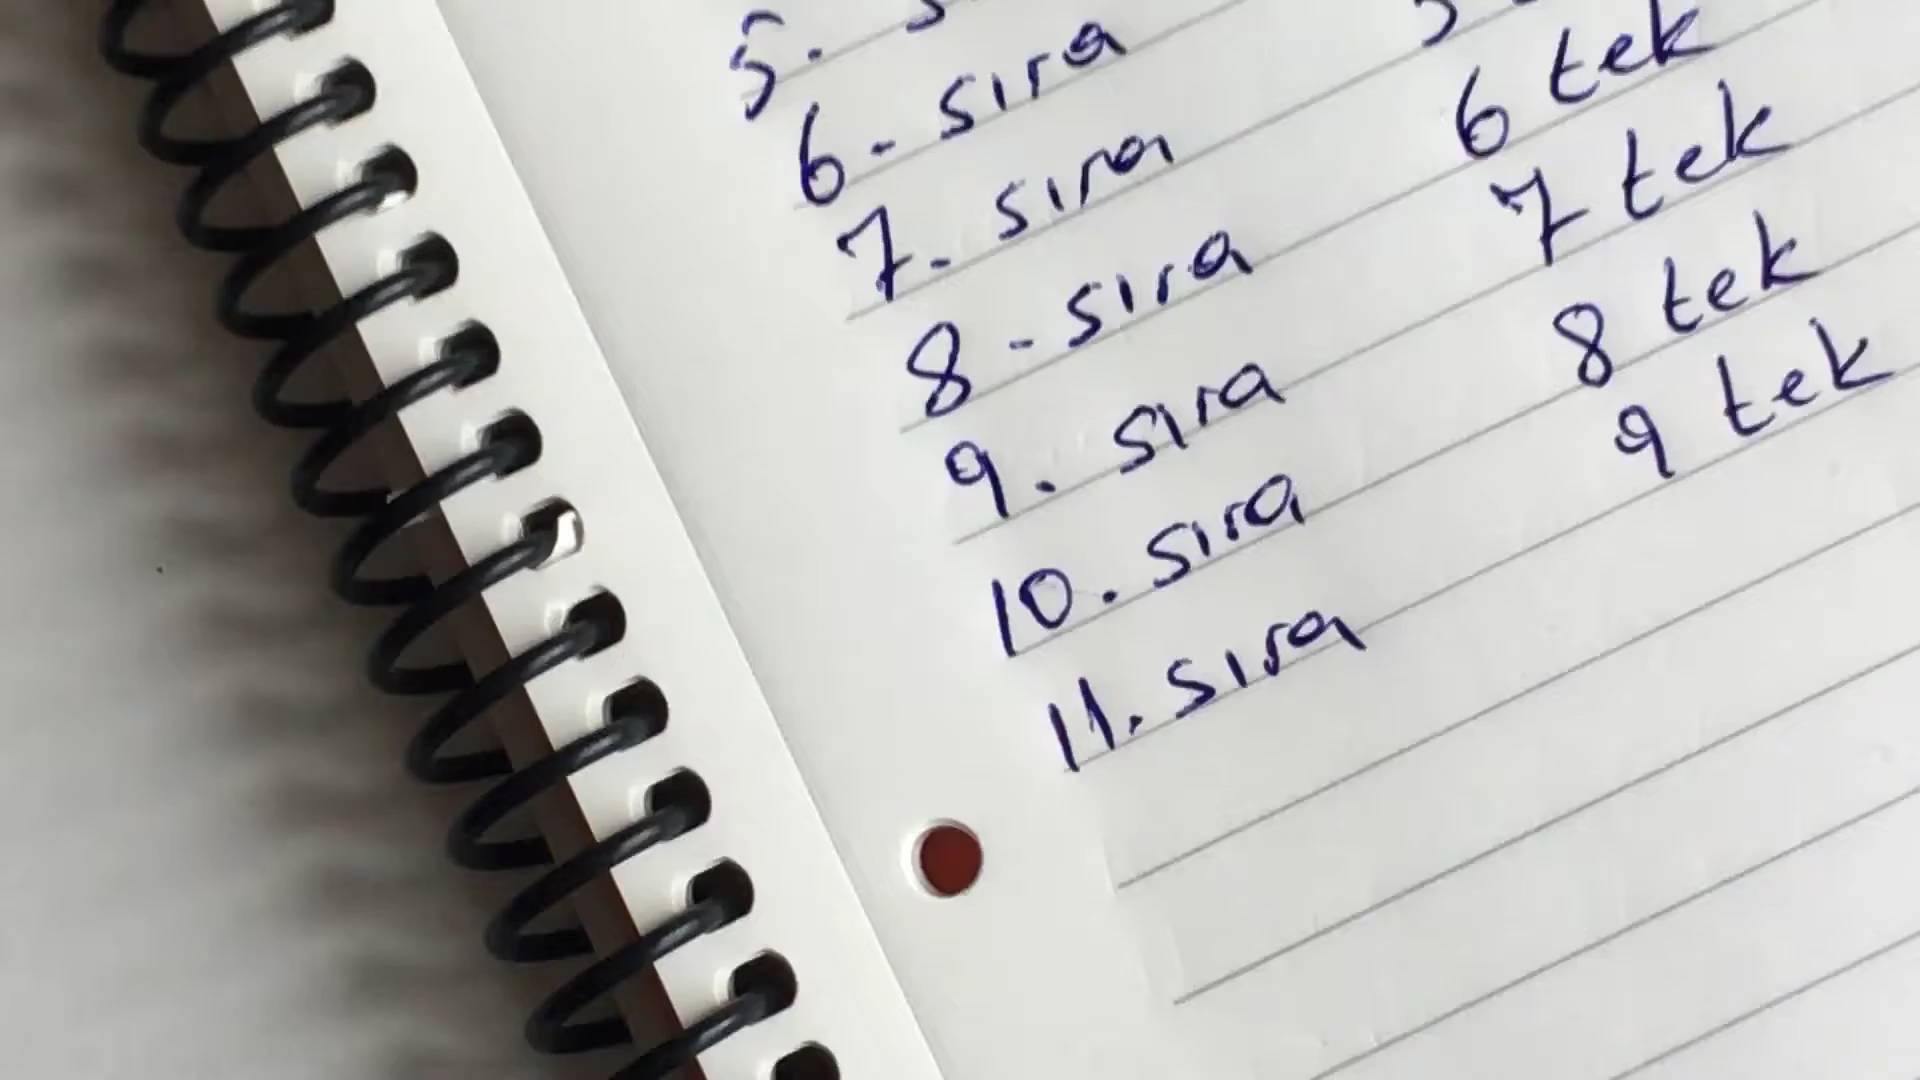 5.
6. sıra
7. sıra
8. sıra 6 tek
9. sıra 7 tek
10. sıra 8 tek
11. sıra 9 tek